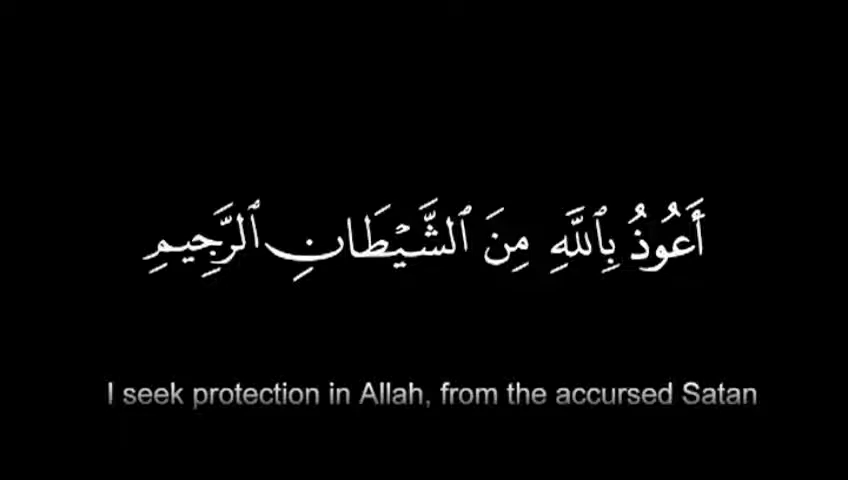 أَعُوذُ بِٱللَّهِ مِنَ ٱلشَّيْطَانِ ٱلرَّجِيمِ
I seek protection in Allah, from the accursed Satan